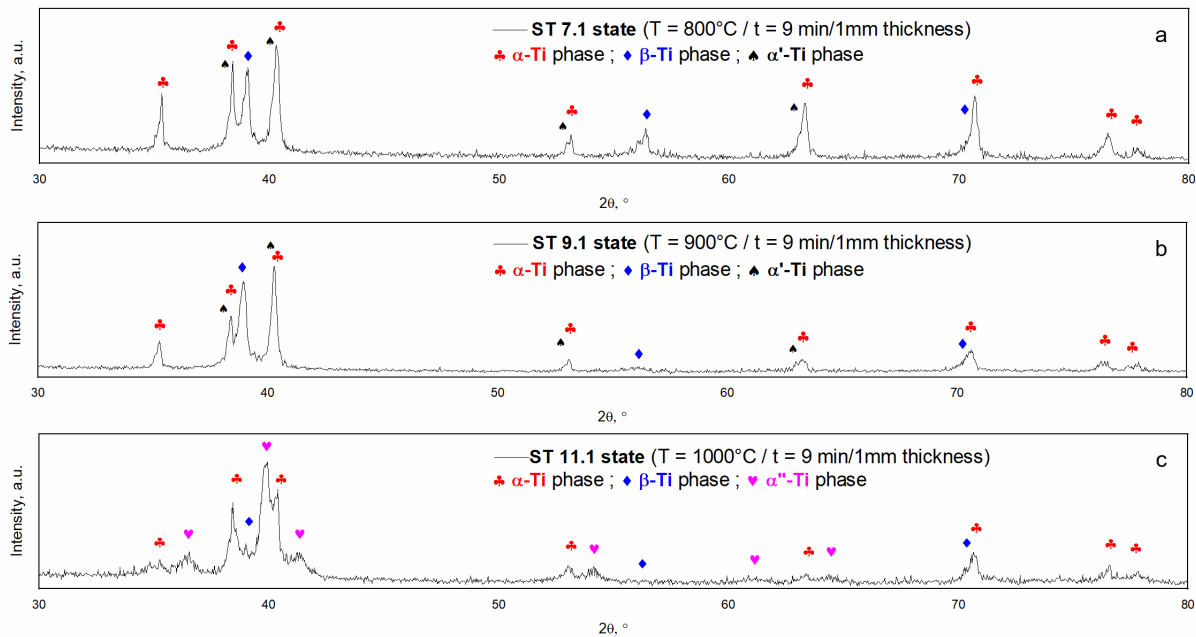 ST 7.1 state (T = 800°C / t = 9 min/1mm thickness)
a
♣ α-Ti phase ; ♦ β-Ti phase ; ♠ α'-Ti phase
Intensity, a.u.
30 40 50 60 70 80
2θ, °
ST 9.1 state (T = 900°C / t = 9 min/1mm thickness)
b
♣ α-Ti phase ; ♦ β-Ti phase ; ♠ α'-Ti phase
Intensity, a.u.
30 40 50 60 70 80
2θ, °
ST 11.1 state (T = 1000°C / t = 9 min/1mm thickness)
c
♣ α-Ti phase ; ♦ β-Ti phase ; ♥ α''-Ti phase
Intensity, a.u.
30 40 50 60 70 80
2θ, °